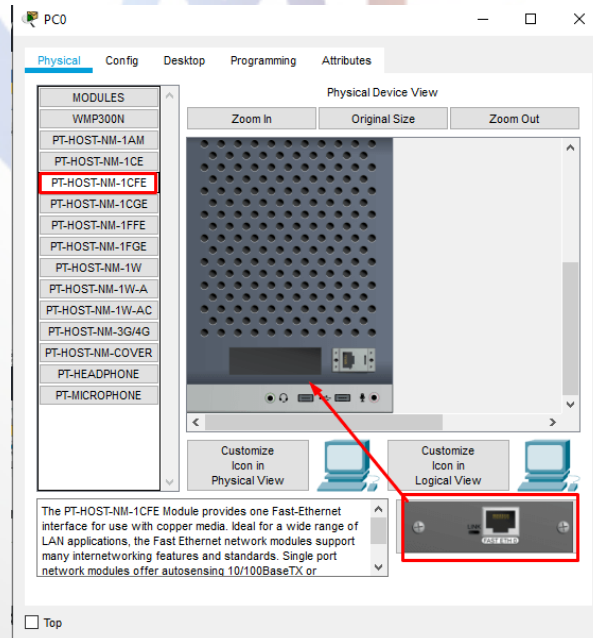 PC0
Physical Config Desktop Programming Attributes
MODULES
WMP300N
PT-HOST-NM-1AM
PT-HOST-NM-1CE
PT-HOST-NM-1CFE
PT-HOST-NM-1CGE
PT-HOST-NM-1FFE
PT-HOST-NM-1FGE
PT-HOST-NM-1W
PT-HOST-NM-1W-A
PT-HOST-NM-1W-AC
PT-HOST-NM-3G/4G
PT-HOST-NM-COVER
PT-HEADPHONE
PT-MICROPHONE
Physical Device View
Zoom In Original Size Zoom Out
Customize
Icon in
Physical View
Customize
Icon in
Logical View
The PT-HOST-NM-1CFE Module provides one Fast-Ethernet
interface for use with copper media. Ideal for a wide range of
LAN applications, the Fast Ethernet network modules support
many internetworking features and standards. Single port
network modules offer autosensing 10/100BaseTX or
LINK
FAST ETH 0
Top